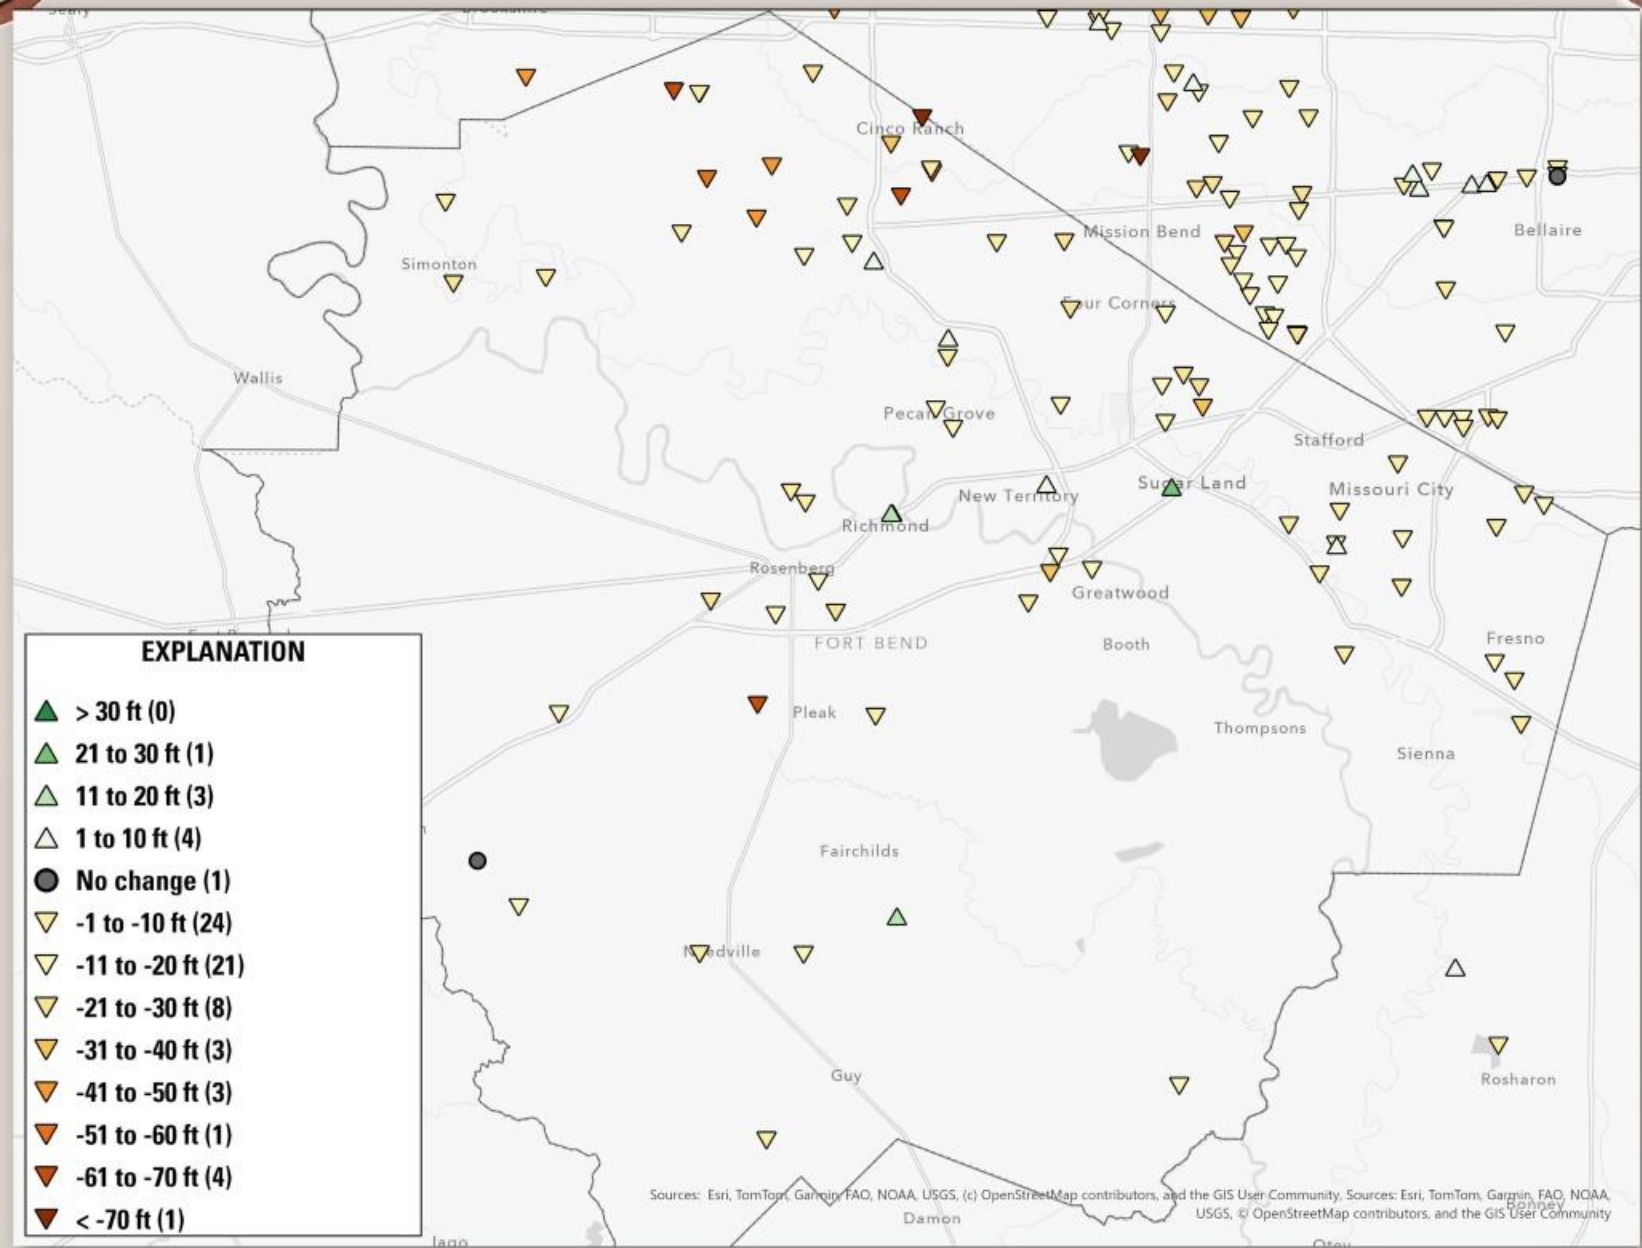 Sealy
Brookshire
Cinco Ranch
Mission Bend
Bellaire
Simonton
Four Corners
Wallis
Pecan Grove
Stafford
Sugar Land
Missouri City
New Territory
Richmond
Rosenberg
Greatwood
FORT BEND
Booth
Fresno
EXPLANATION
> 30 ft (0)
21 to 30 ft (1)
11 to 20 ft (3)
1 to 10 ft (4)
No change (1)
-1 to -10 ft (24)
-11 to -20 ft (21)
-21 to -30 ft (8)
-31 to -40 ft (3)
-41 to -50 ft (3)
-51 to -60 ft (1)
-61 to -70 ft (4)
< -70 ft (1)
Pleak
Thompsons
Sienna
Fairchilds
Needville
Guy
Rosharon
Sources: Esri, TomTom, Garmin, FAO, NOAA, USGS, (c) OpenStreetMap contributors, and the GIS User Community, Sources: Esri, TomTom, Garmin, FAO, NOAA,
USGS, © OpenStreetMap contributors, and the GIS User Community
Bonney
Damon
Otey